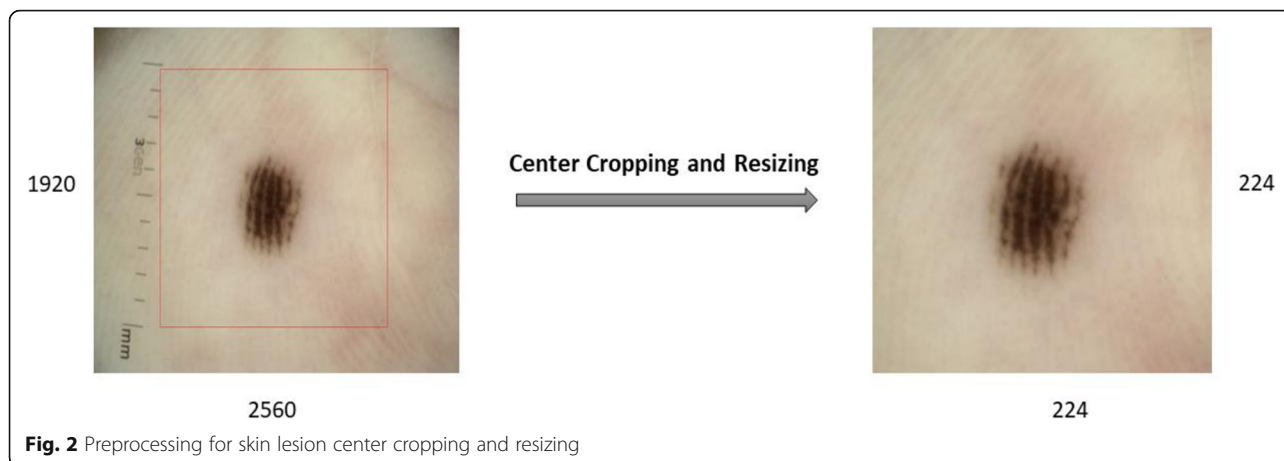 3Gen
mm
1920
2560
Center Cropping and Resizing
224
224
Fig. 2 Preprocessing for skin lesion center cropping and resizing